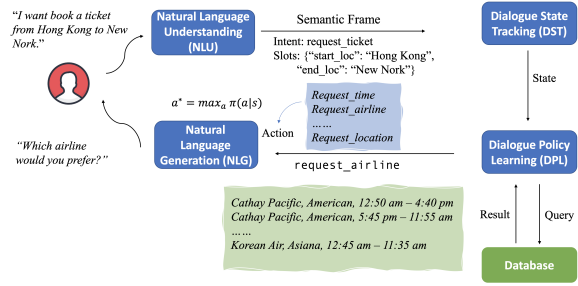 “I want book a ticket
from Hong Kong to New
Nork.”
Natural Language
Understanding
(NLU)
Semantic Frame
Intent: request_ticket
Slots: {“start_loc”: “Hong Kong”,
“end_loc”: “New Nork”}
Dialogue State
Tracking (DST)
State
a* = maxₐ π(a|s)
Action
Request_time
Request_airline
……
Request_location
“Which airline
would you prefer?”
Natural
Language
Generation (NLG)
request_airline
Dialogue Policy
Learning (DPL)
Cathay Pacific, American, 12:50 am – 4:40 pm
Cathay Pacific, American, 5:45 pm – 11:55 am
……
Korean Air, Asiana, 12:45 am – 11:35 am
Result
Query
Database